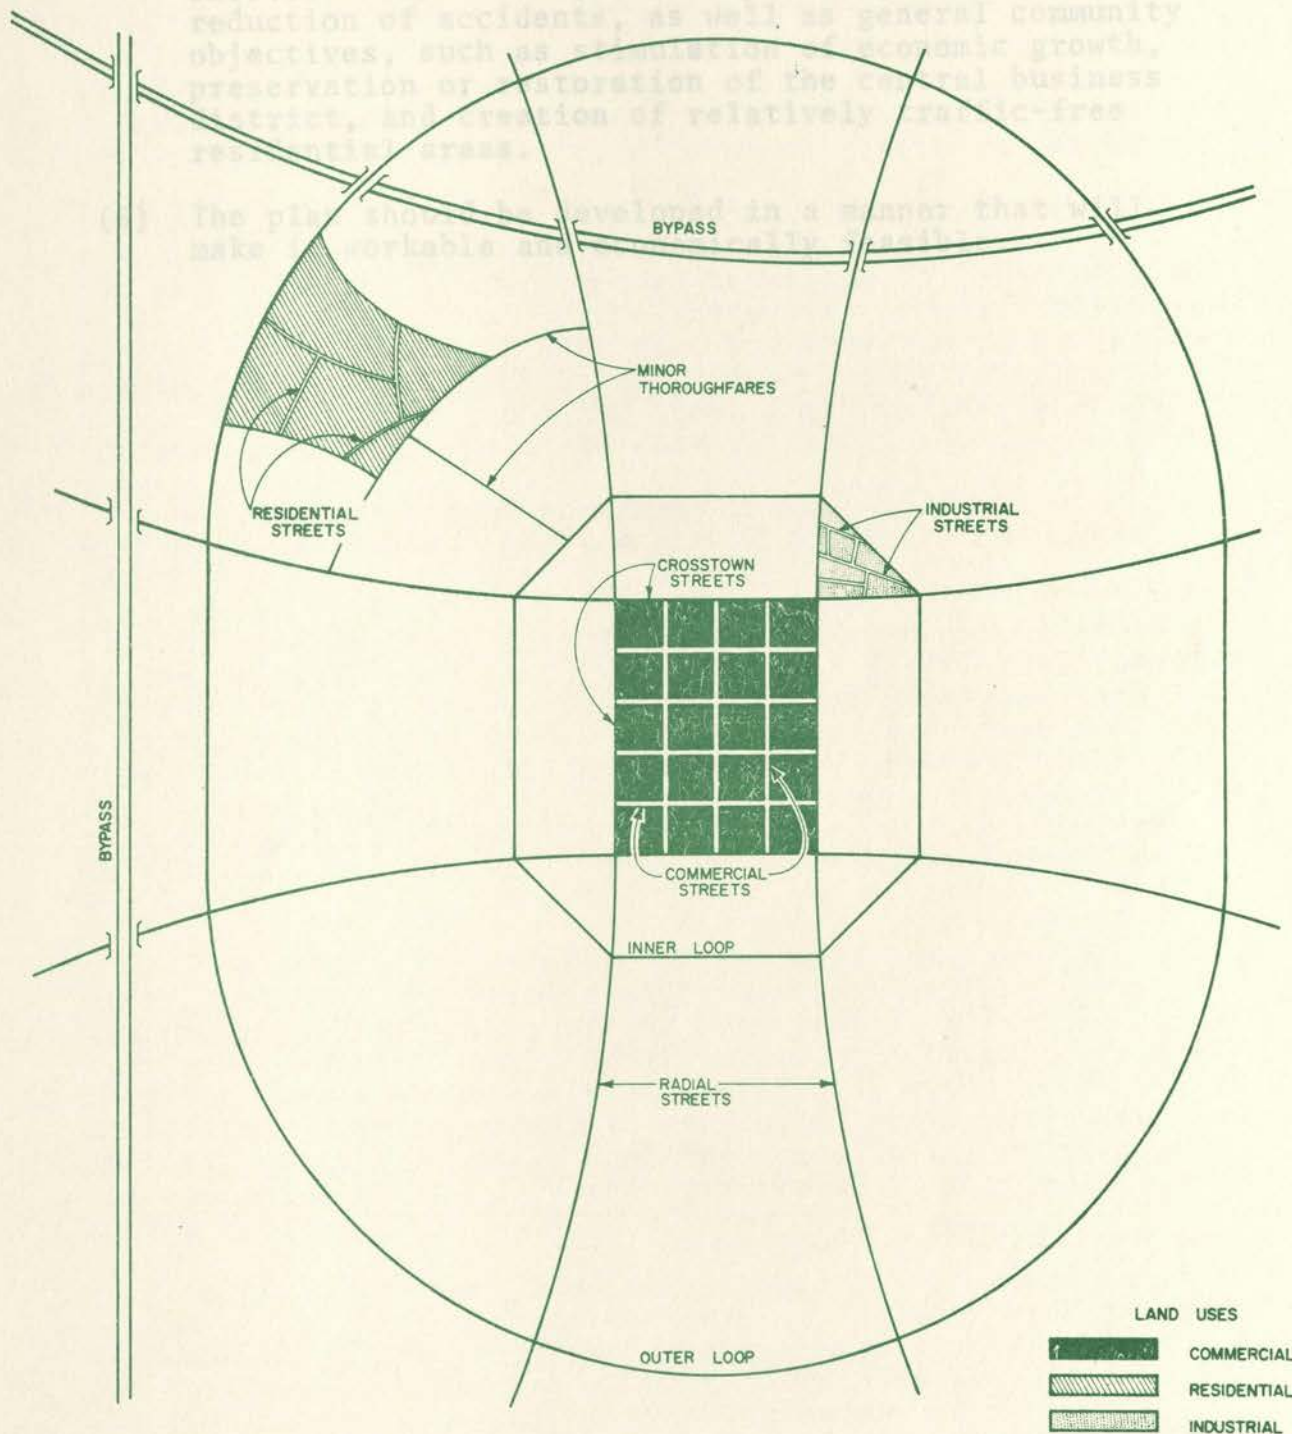 reduction of accidents, as well as general community
objectives, such as stimulation of economic growth,
preservation or restoration of the central business
district, and creation of relatively traffic-free
residential areas.
The plan should be developed in a manner that will
make it workable and economically feasible.
BYPASS
MINOR
THOROUGHFARES
RESIDENTIAL
STREETS
INDUSTRIAL
STREETS
CROSSTOWN
STREETS
BYPASS
COMMERCIAL
STREETS
INNER LOOP
RADIAL
STREETS
OUTER LOOP
LAND USES
COMMERCIAL
RESIDENTIAL
INDUSTRIAL